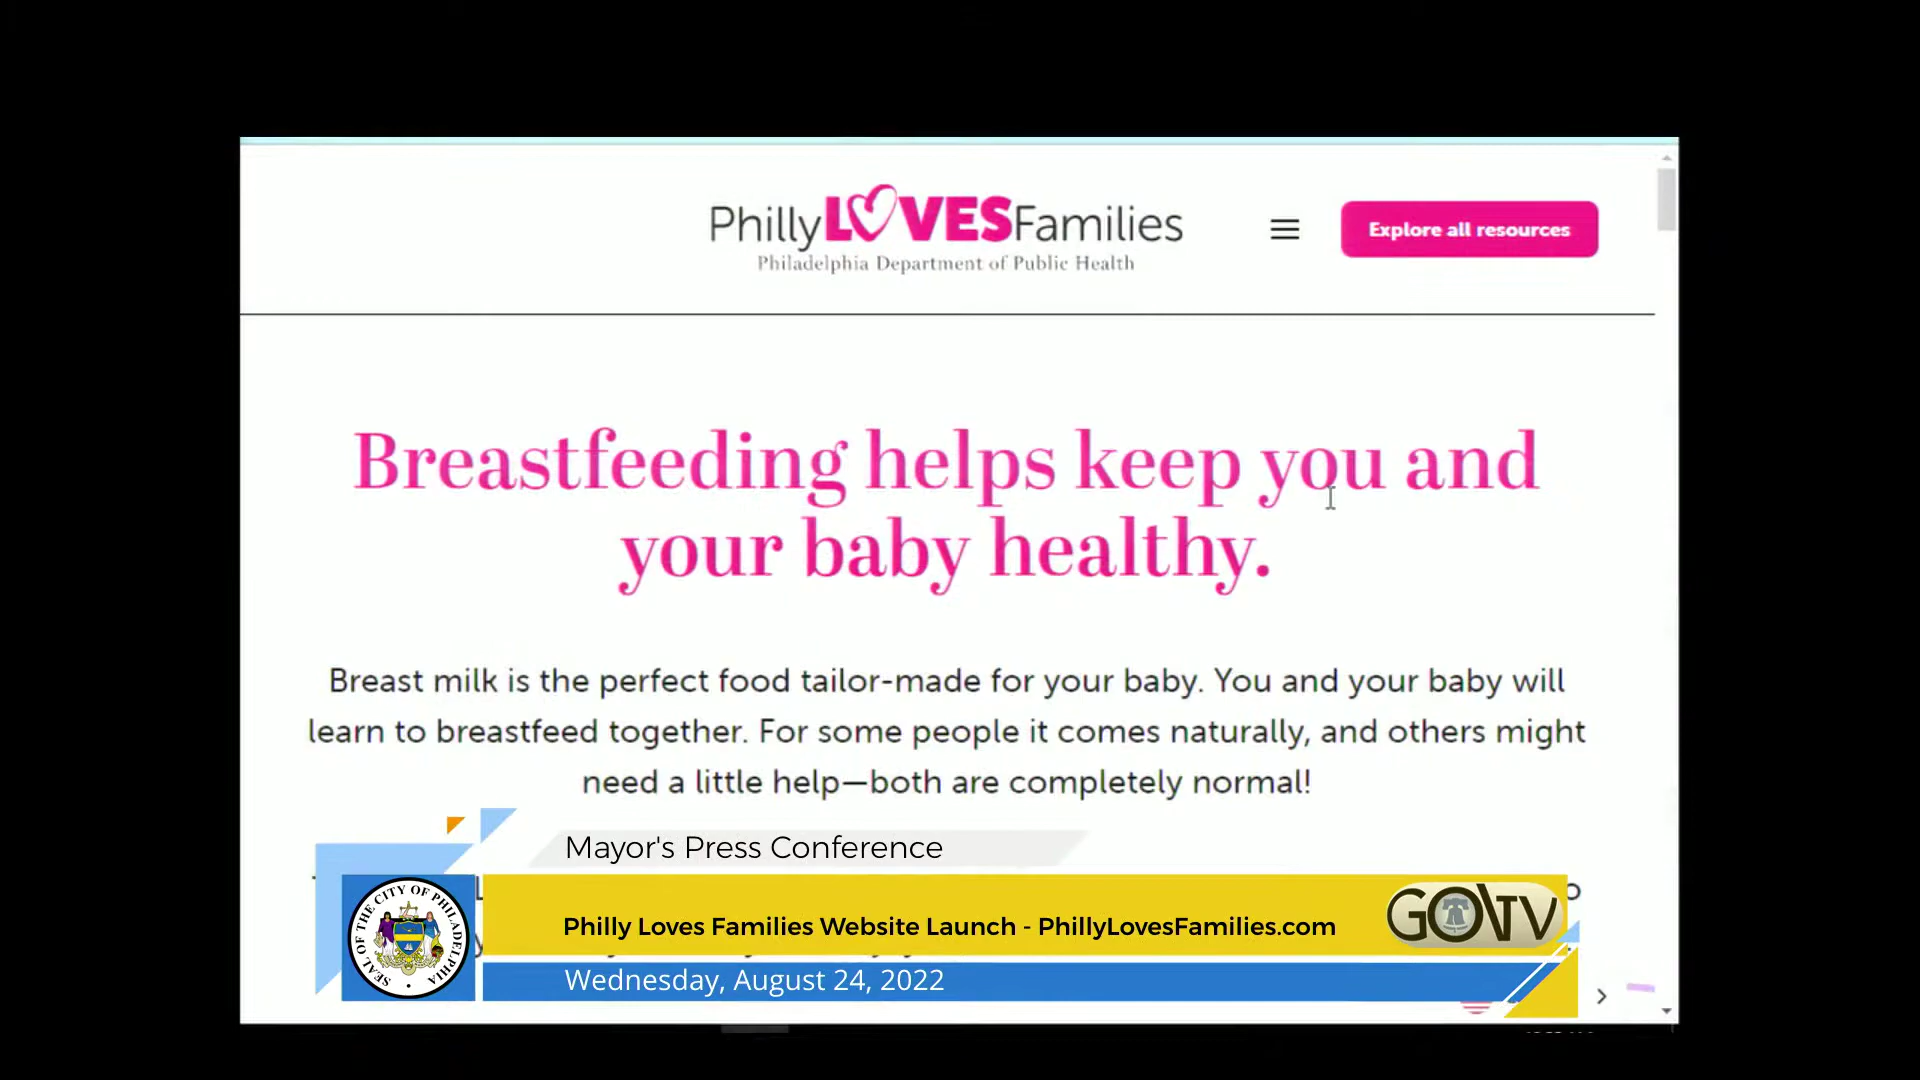 PhillyLOVESFamilies
Philadelphia Department of Public Health
Explore all resources
Breastfeeding helps keep you and
your baby healthy.
Breast milk is the perfect food tailor-made for your baby. You and your baby will
learn to breastfeed together. For some people it comes naturally, and others might
need a little help—both are completely normal!
Mayor's Press Conference
SEAL OF THE CITY OF PHILADELPHIA
Philly Loves Families Website Launch - PhillyLovesFamilies.com
GOVTV
Wednesday, August 24, 2022